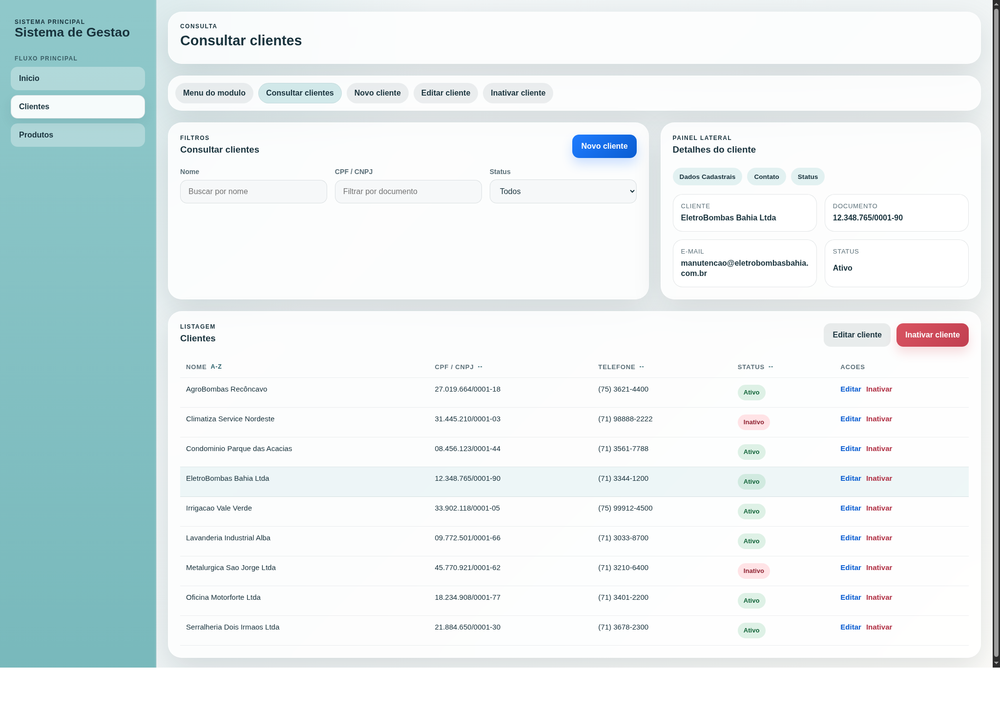 SISTEMA PRINCIPAL
Sistema de Gestao
FLUXO PRINCIPAL
Inicio
Clientes
Produtos
CONSULTA
Consultar clientes
Menu do modulo Consultar clientes Novo cliente Editar cliente Inativar cliente
FILTROS
Consultar clientes
Novo cliente
Nome CPF / CNPJ Status
Buscar por nome Filtrar por documento Todos
PAINEL LATERAL
Detalhes do cliente
Dados Cadastrais Contato Status
CLIENTE
EletroBombas Bahia Ltda
DOCUMENTO
12.348.765/0001-90
E-MAIL
manutencao@eletrobombasbahia.
com.br
STATUS
Ativo
LISTAGEM
Clientes
Editar cliente Inativar cliente
NOME A-Z CPF / CNPJ -- TELEFONE -- STATUS -- ACOES
AgroBombas Recôncavo 27.019.664/0001-18 (75) 3621-4400 Ativo Editar Inativar
Climatiza Service Nordeste 31.445.210/0001-03 (71) 98888-2222 Inativo Editar Inativar
Condominio Parque das Acacias 08.456.123/0001-44 (71) 3561-7788 Ativo Editar Inativar
EletroBombas Bahia Ltda 12.348.765/0001-90 (71) 3344-1200 Ativo Editar Inativar
Irrigacao Vale Verde 33.902.118/0001-05 (75) 99912-4500 Ativo Editar Inativar
Lavanderia Industrial Alba 09.772.501/0001-66 (71) 3033-8700 Ativo Editar Inativar
Metalurgica Sao Jorge Ltda 45.770.921/0001-62 (71) 3210-6400 Inativo Editar Inativar
Oficina Motorforte Ltda 18.234.908/0001-77 (71) 3401-2200 Ativo Editar Inativar
Serralheria Dois Irmaos Ltda 21.884.650/0001-30 (71) 3678-2300 Ativo Editar Inativar